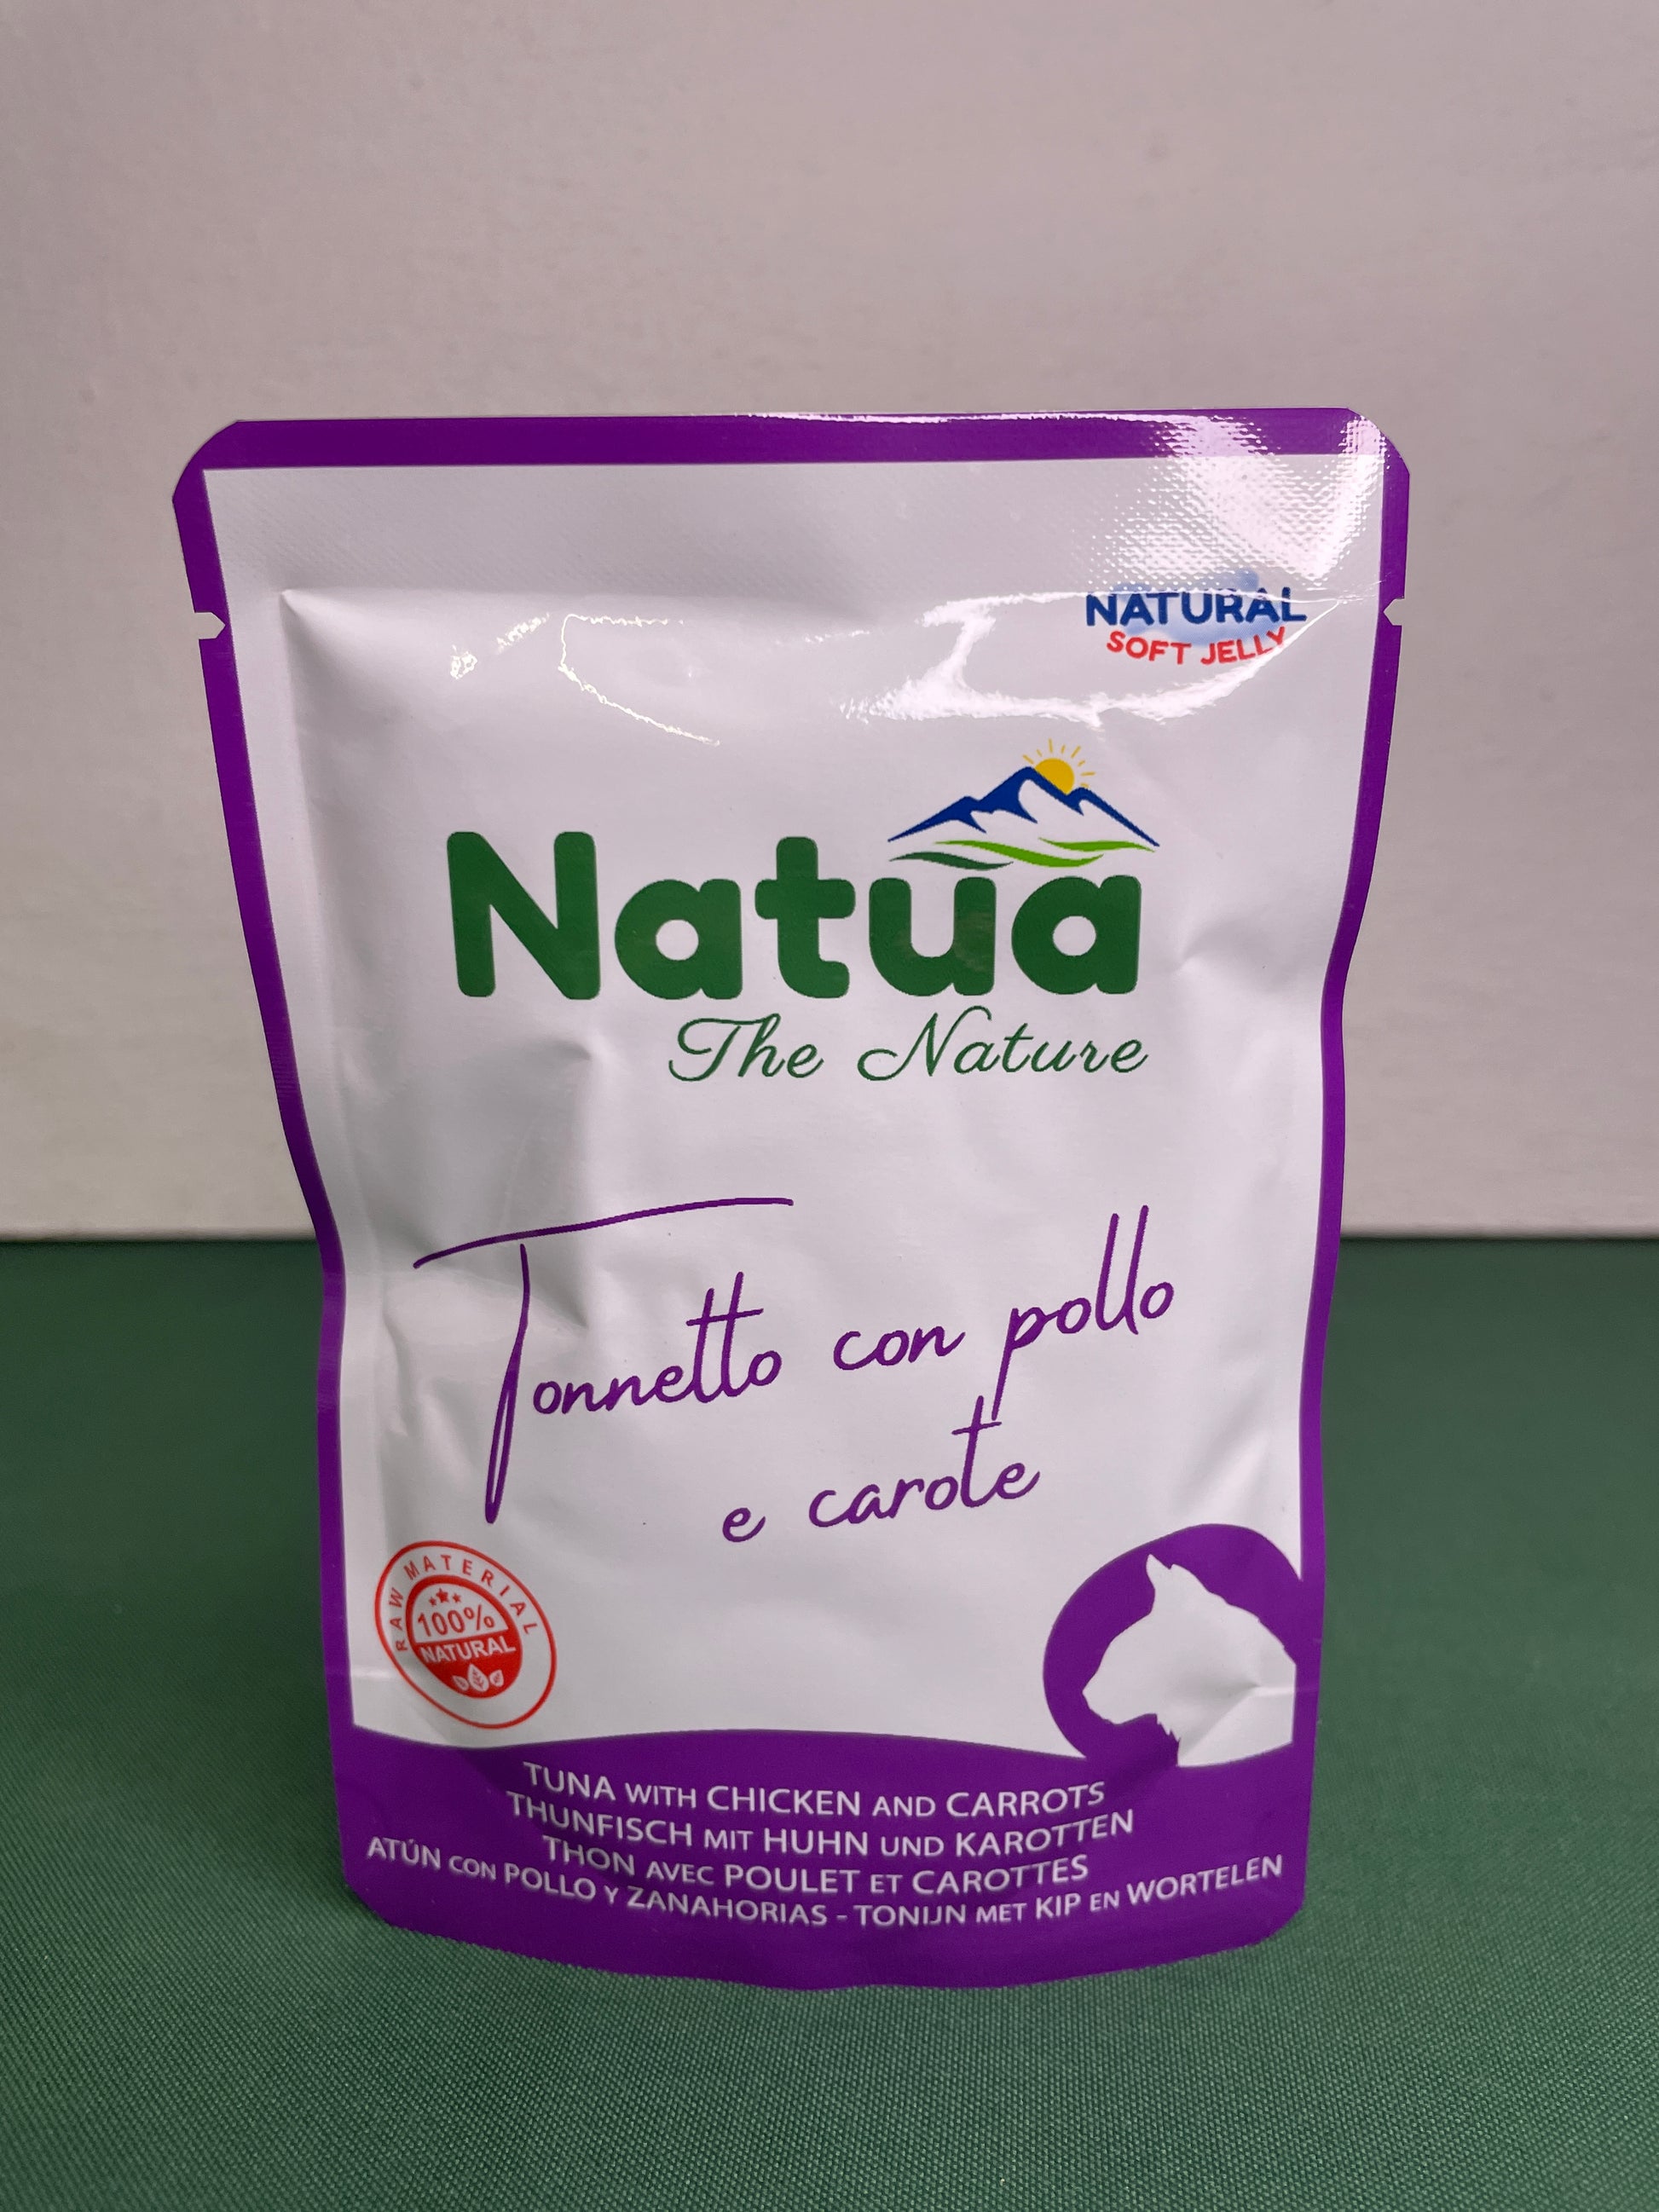 NATURAL
SOFT JELLY
Natua
The Nature
Tonnetto con pollo
e carote
RAW MATERIAL
100%
NATURAL
TUNA WITH CHICKEN AND CARROTS
THUNFISCH MIT HUHN UND KAROTTEN
THON AVEC POULET ET CAROTTES
ATÚN CON POLLO Y ZANAHORIAS - TONIJN MET KIP EN WORTELEN